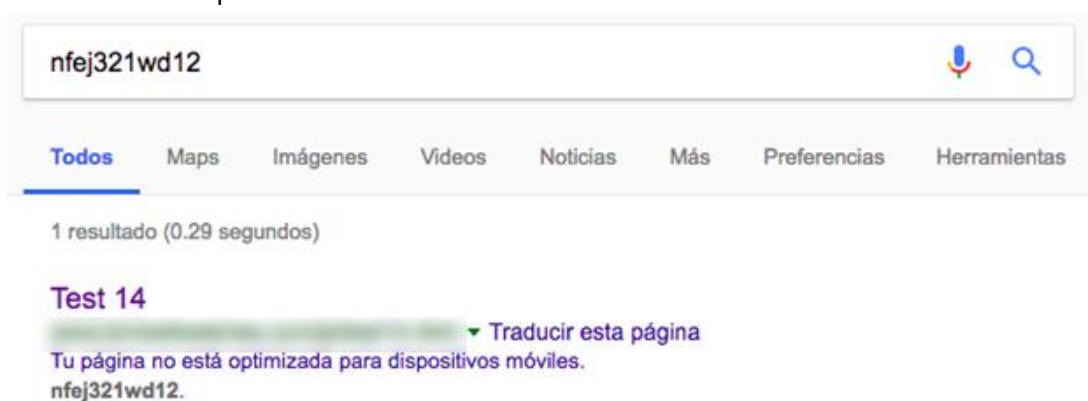 nfej321wd12
Todos Maps Imágenes Videos Noticias Más Preferencias Herramientas
1 resultado (0.29 segundos)
Test 14
Traducir esta página
Tu página no está optimizada para dispositivos móviles.
nfej321wd12.